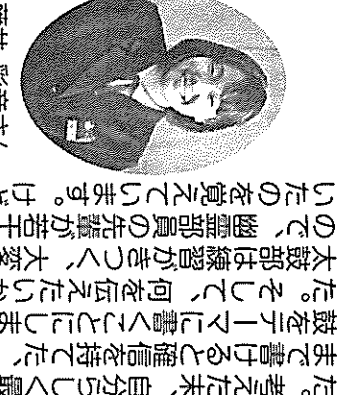 た。考えた末、自分らしく最
まで書けると確信を持てた、
鼓をテーマに書くことにしま
た。そして、何を伝えたいか
太鼓部は練習がきつく、大変
ので、幽霊部員の先輩が若干
いたのを覚えています。けど